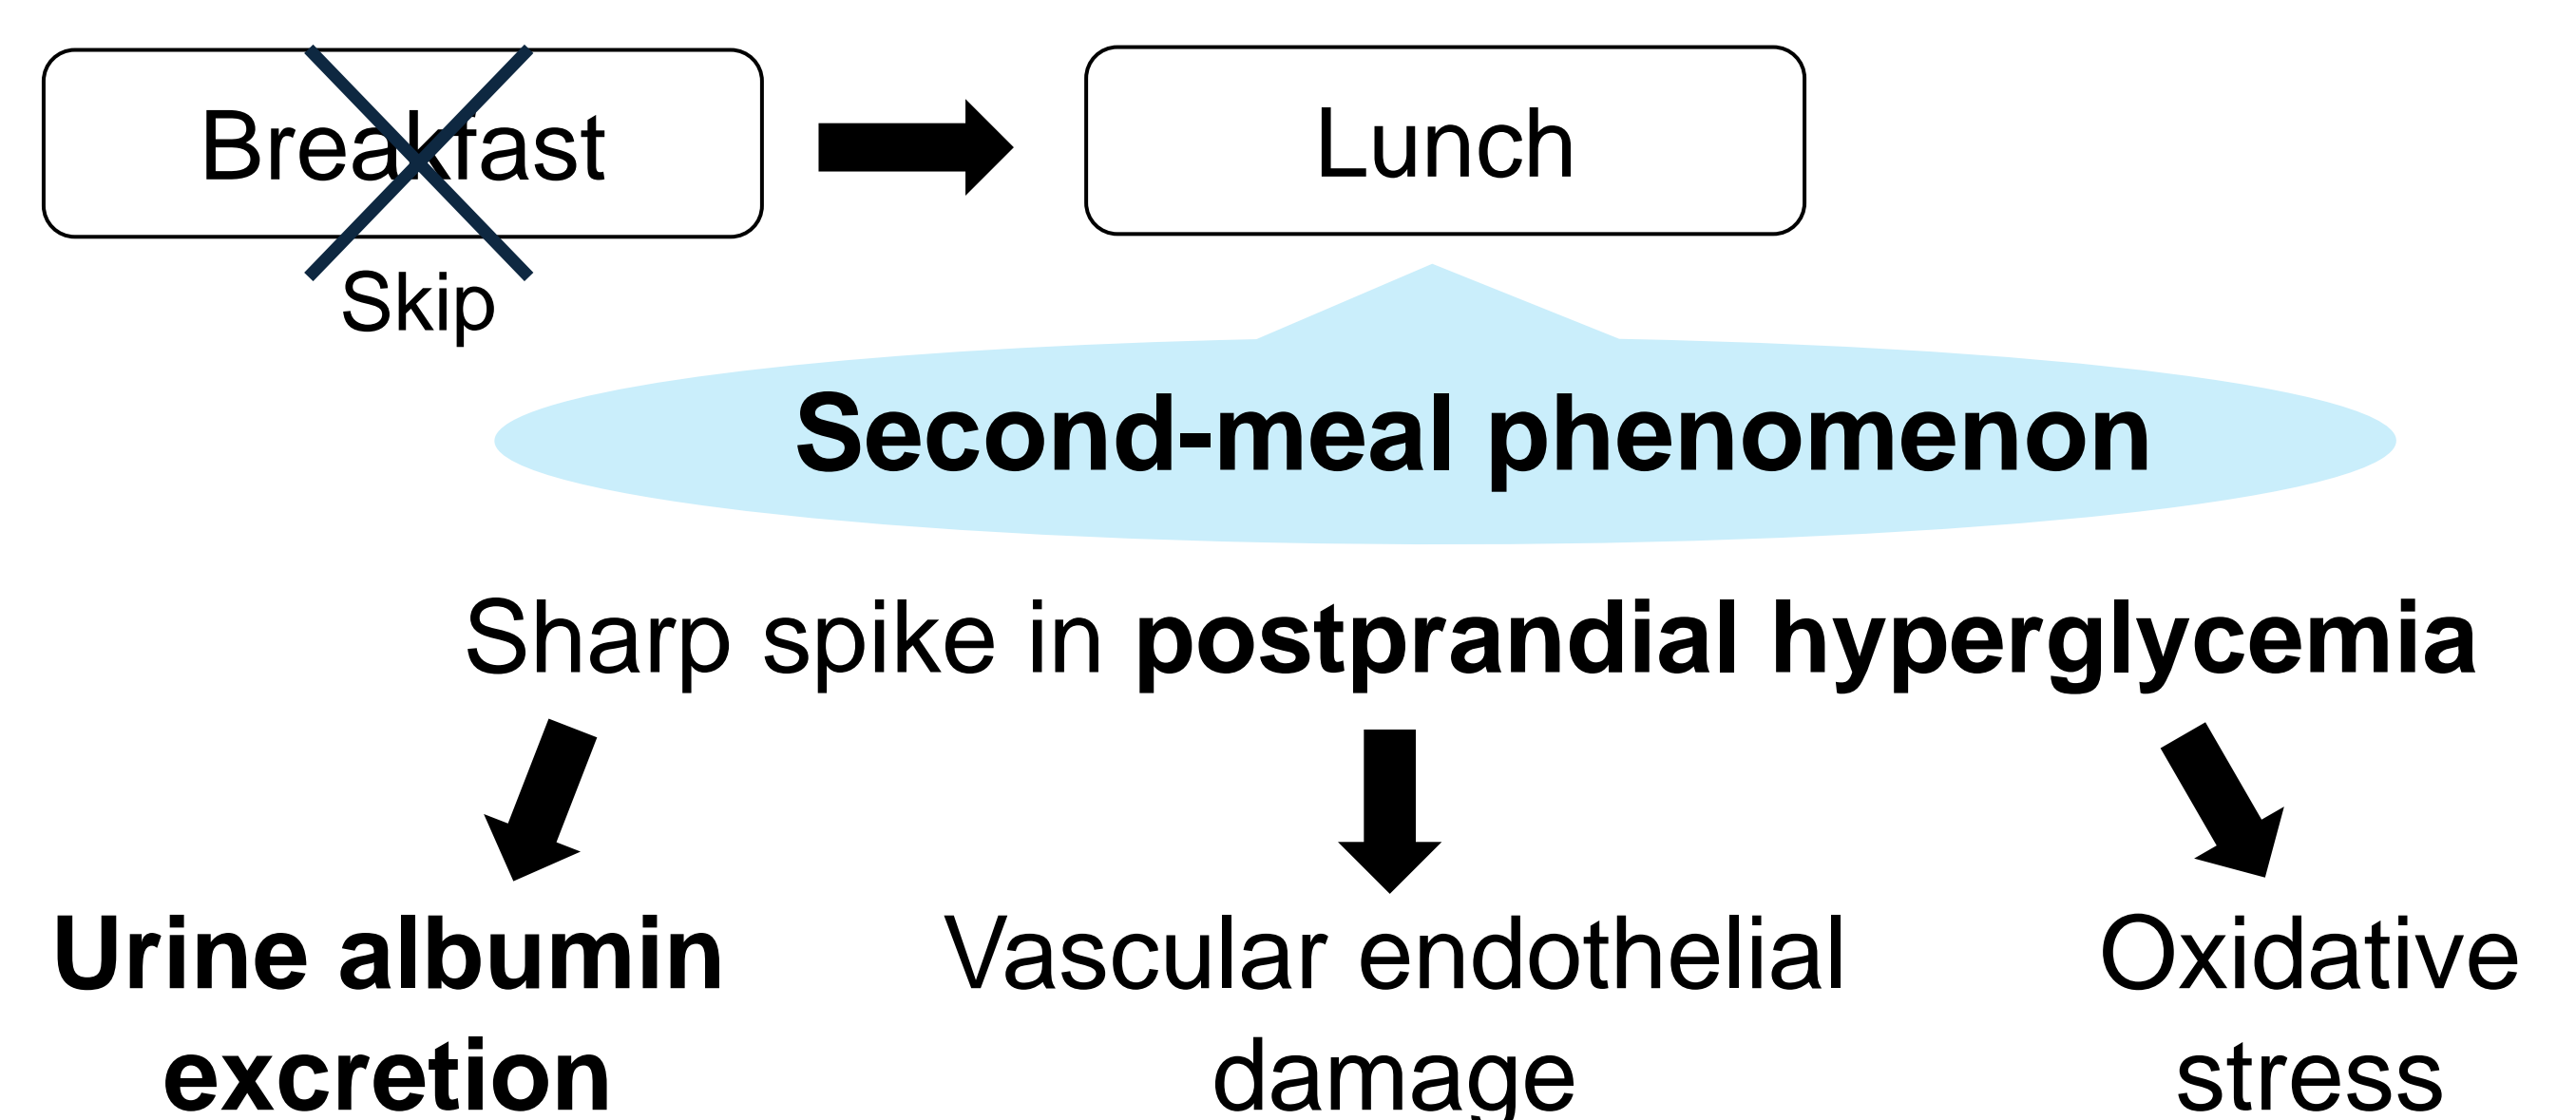 Breakfast
Lunch
Skip
Second-meal phenomenon
Sharp spike in postprandial hyperglycemia
Urine albumin
excretion
Vascular endothelial
damage
Oxidative
stress